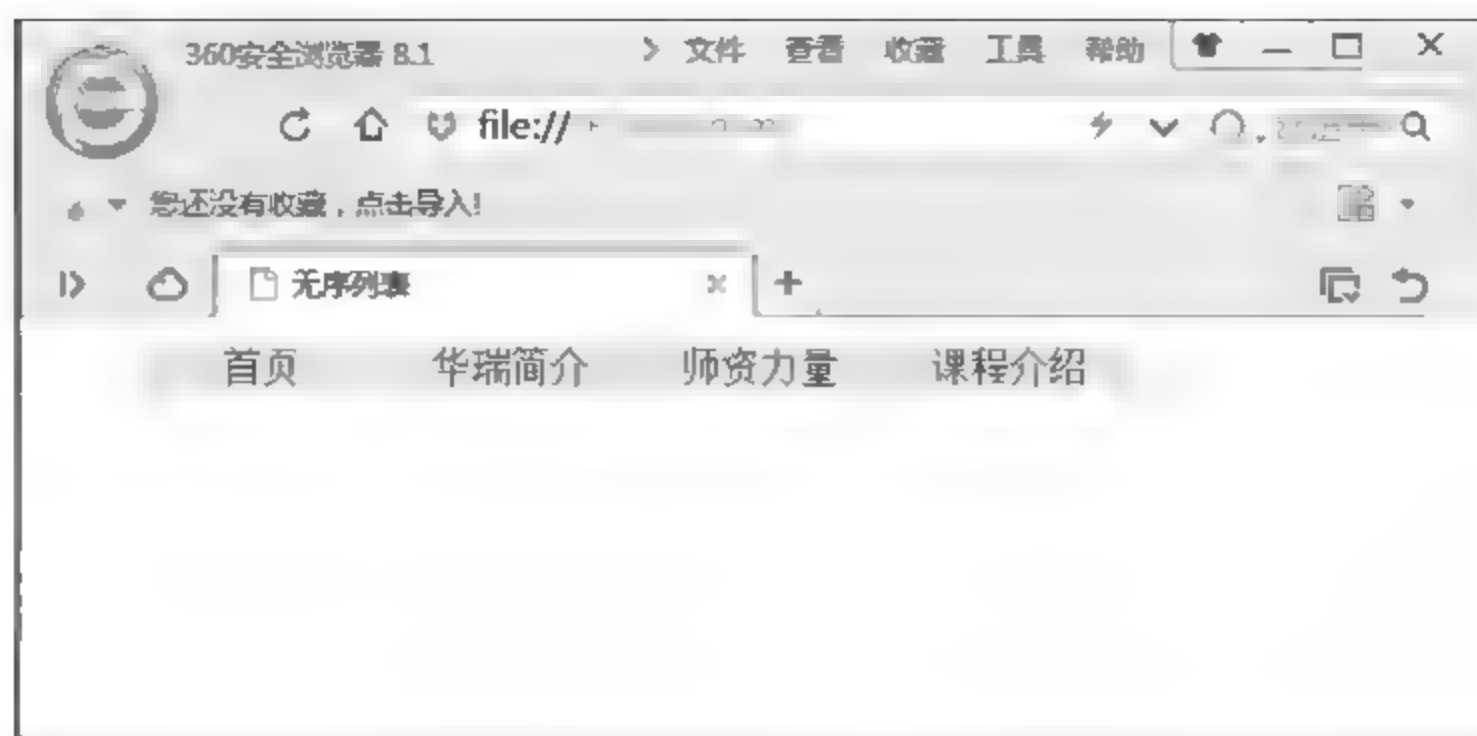 360安全浏览器 8.1 文件 查看 收藏 工具 帮助
file://
您还没有收藏，点击导入!
无序列表
首页 华瑞简介 师资力量 课程介绍